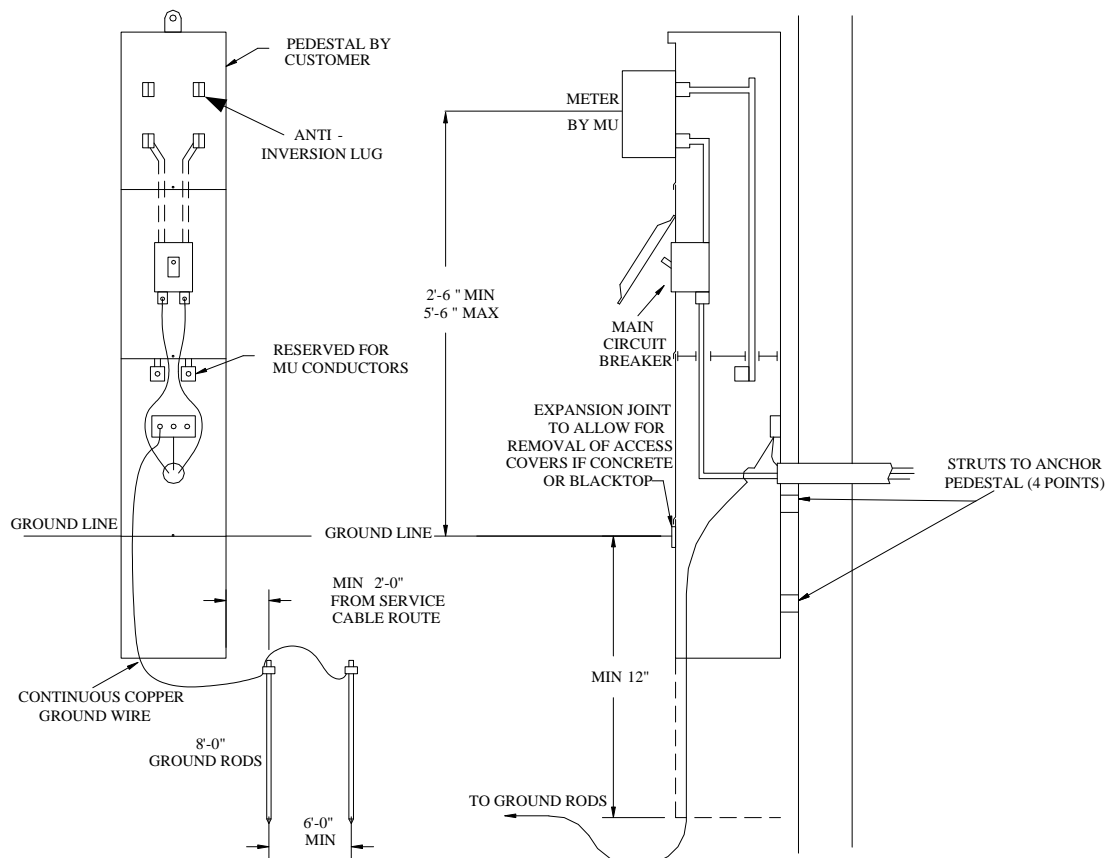 PEDESTAL BY
CUSTOMER
ANTI -
INVERSION LUG
RESERVED FOR
MU CONDUCTORS
GROUND LINE
MIN 2'-0"
FROM SERVICE
CABLE ROUTE
CONTINUOUS COPPER
GROUND WIRE
8'-0"
GROUND RODS
6'-0"
MIN
METER
BY MU
2'-6 " MIN
5'-6 " MAX
MAIN
CIRCUIT
BREAKER
EXPANSION JOINT
TO ALLOW FOR
REMOVAL OF ACCESS
COVERS IF CONCRETE
OR BLACKTOP
GROUND LINE
STRUTS TO ANCHOR
PEDESTAL (4 POINTS)
MIN 12"
TO GROUND RODS